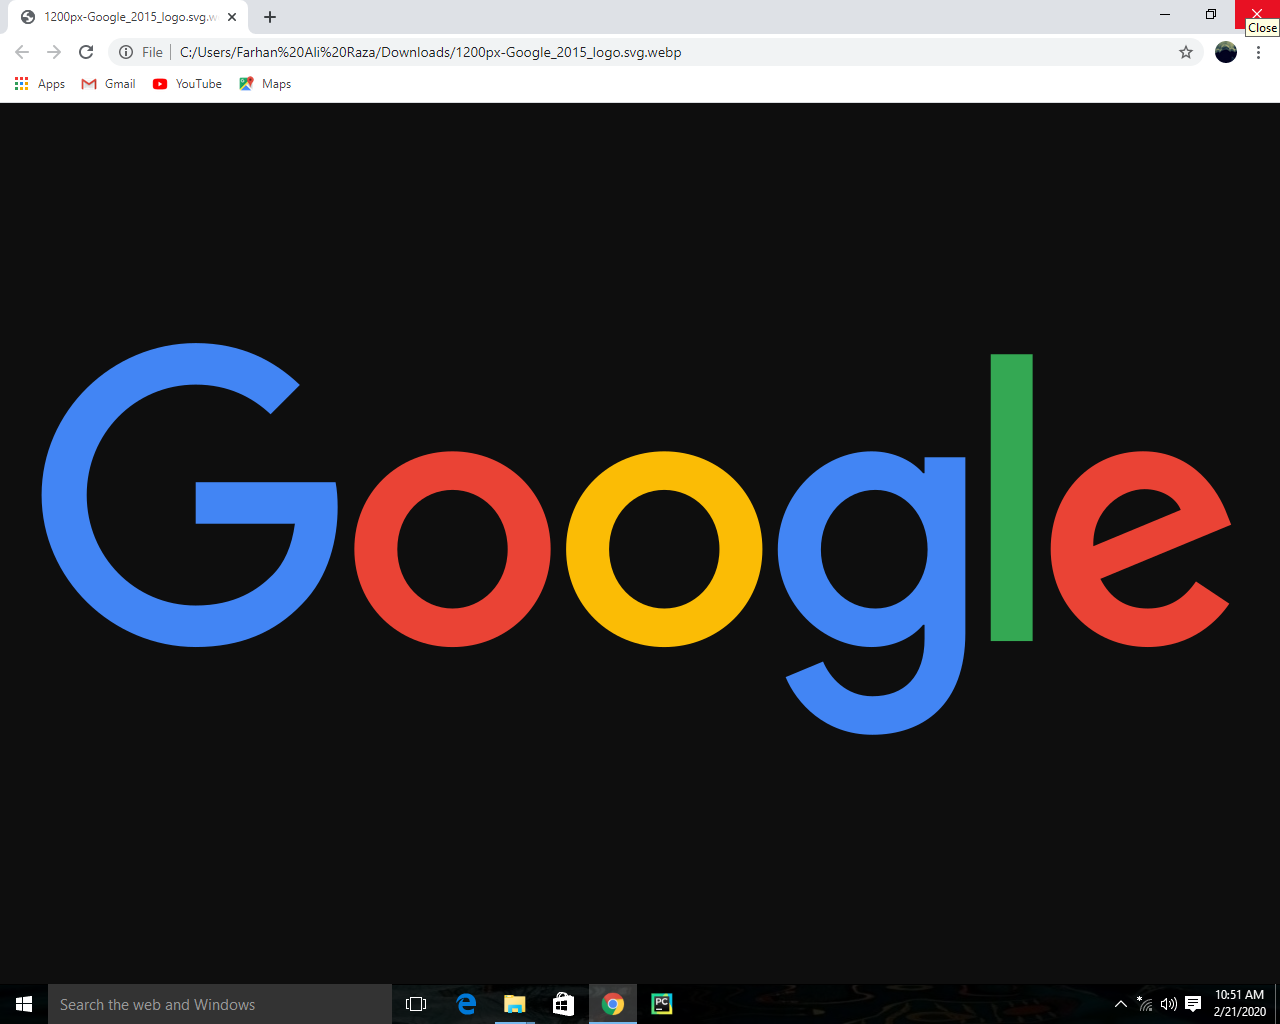 1200px-Google_2015_logo.svg.w
Close
File
C:/Users/Farhan%20Ali%20Raza/Downloads/1200px-Google_2015_logo.svg.webp
Apps Gmail YouTube Maps
Google
Search the web and Windows
PC
10:51 AM
2/21/2020